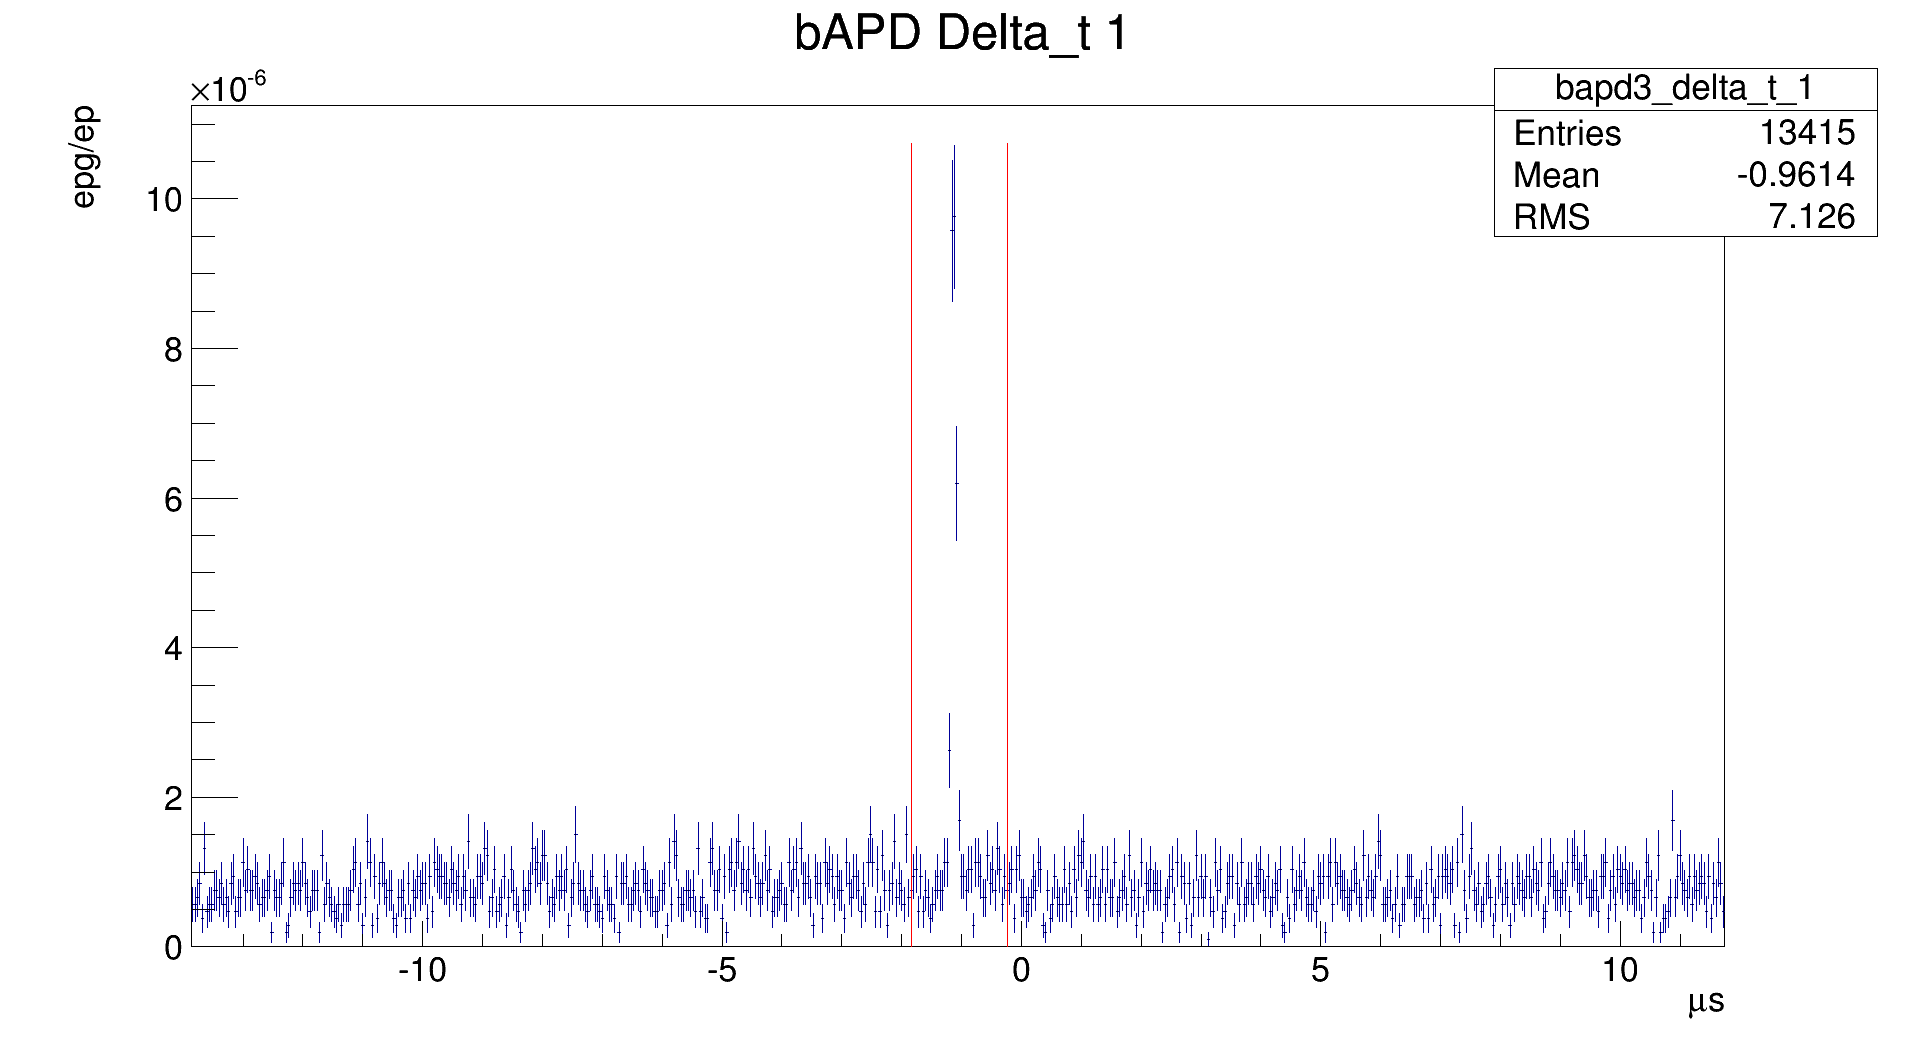 bAPD Delta_t 1
×10⁻⁶
epg/ep
bapd3_delta_t_1
Entries 13415
Mean -0.9614
RMS 7.126
10
8
6
4
2
0
-10 -5 0 5 10
μs